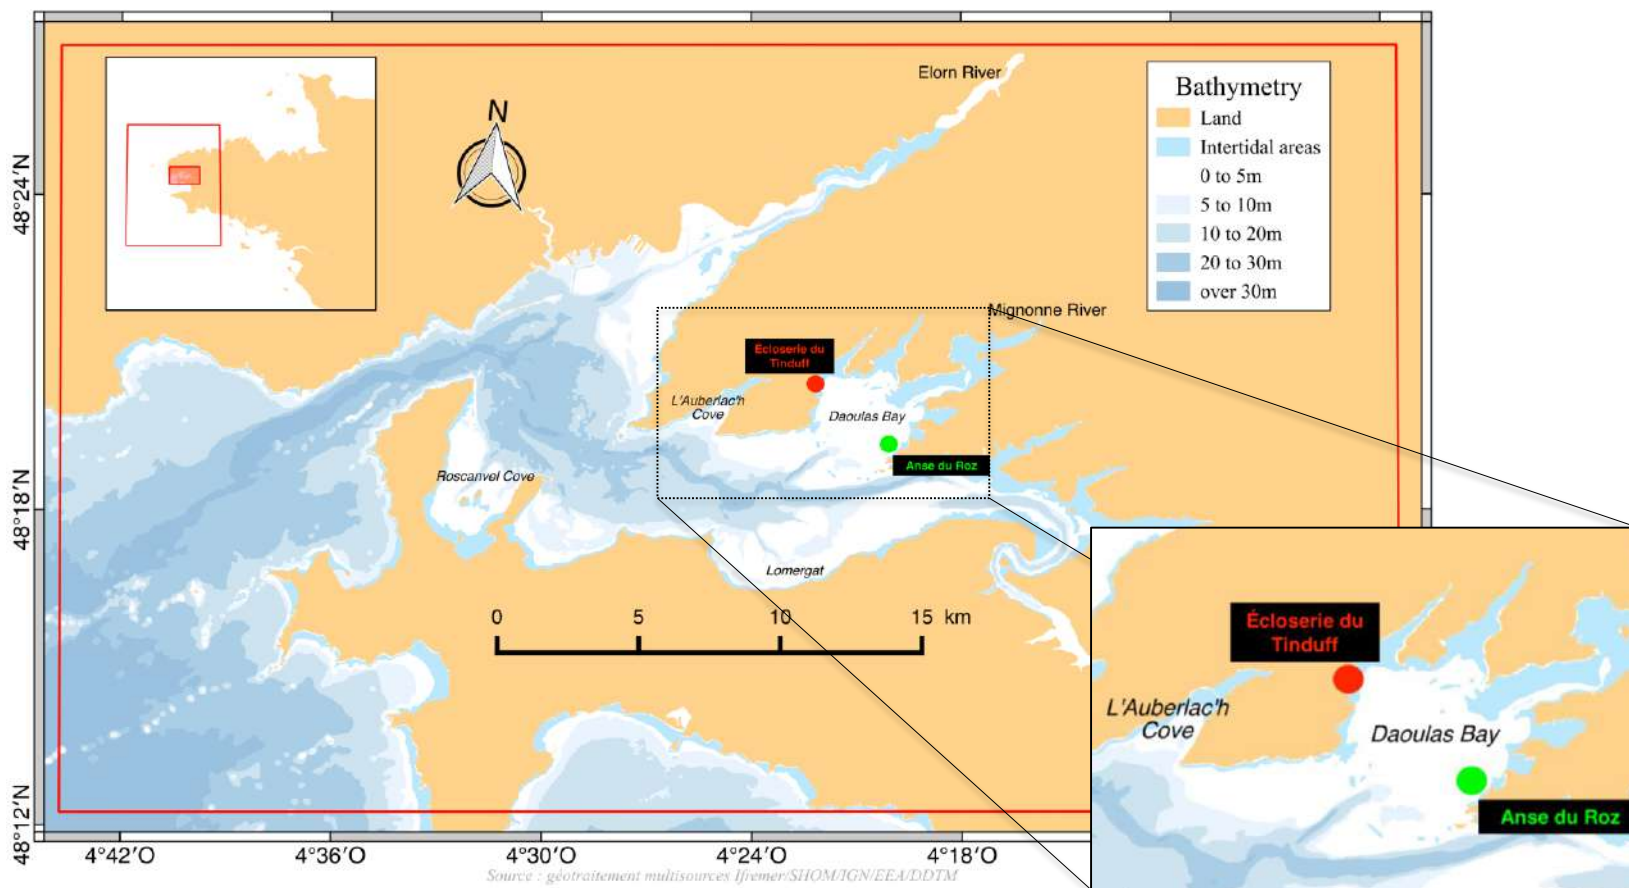 Elorn River
Bathymetry
Land
Intertidal areas
0 to 5m
5 to 10m
10 to 20m
20 to 30m
over 30m
N
48°24'N
48°18'N
48°12'N
Mignonne River
Écloserie du
Tinduff
L'Auberlac'h
Cove
Daoulas Bay
Anse du Roz
Roscanvel Cove
Lomergat
0 5 10 15 km
Écloserie du
Tinduff
L'Auberlac'h
Cove
Daoulas Bay
Anse du Roz
4°42'O 4°36'O 4°30'O 4°24'O 4°18'O
Source : géotraitement multisources Ifremer/SHOM/IGN/EEA/DDTM